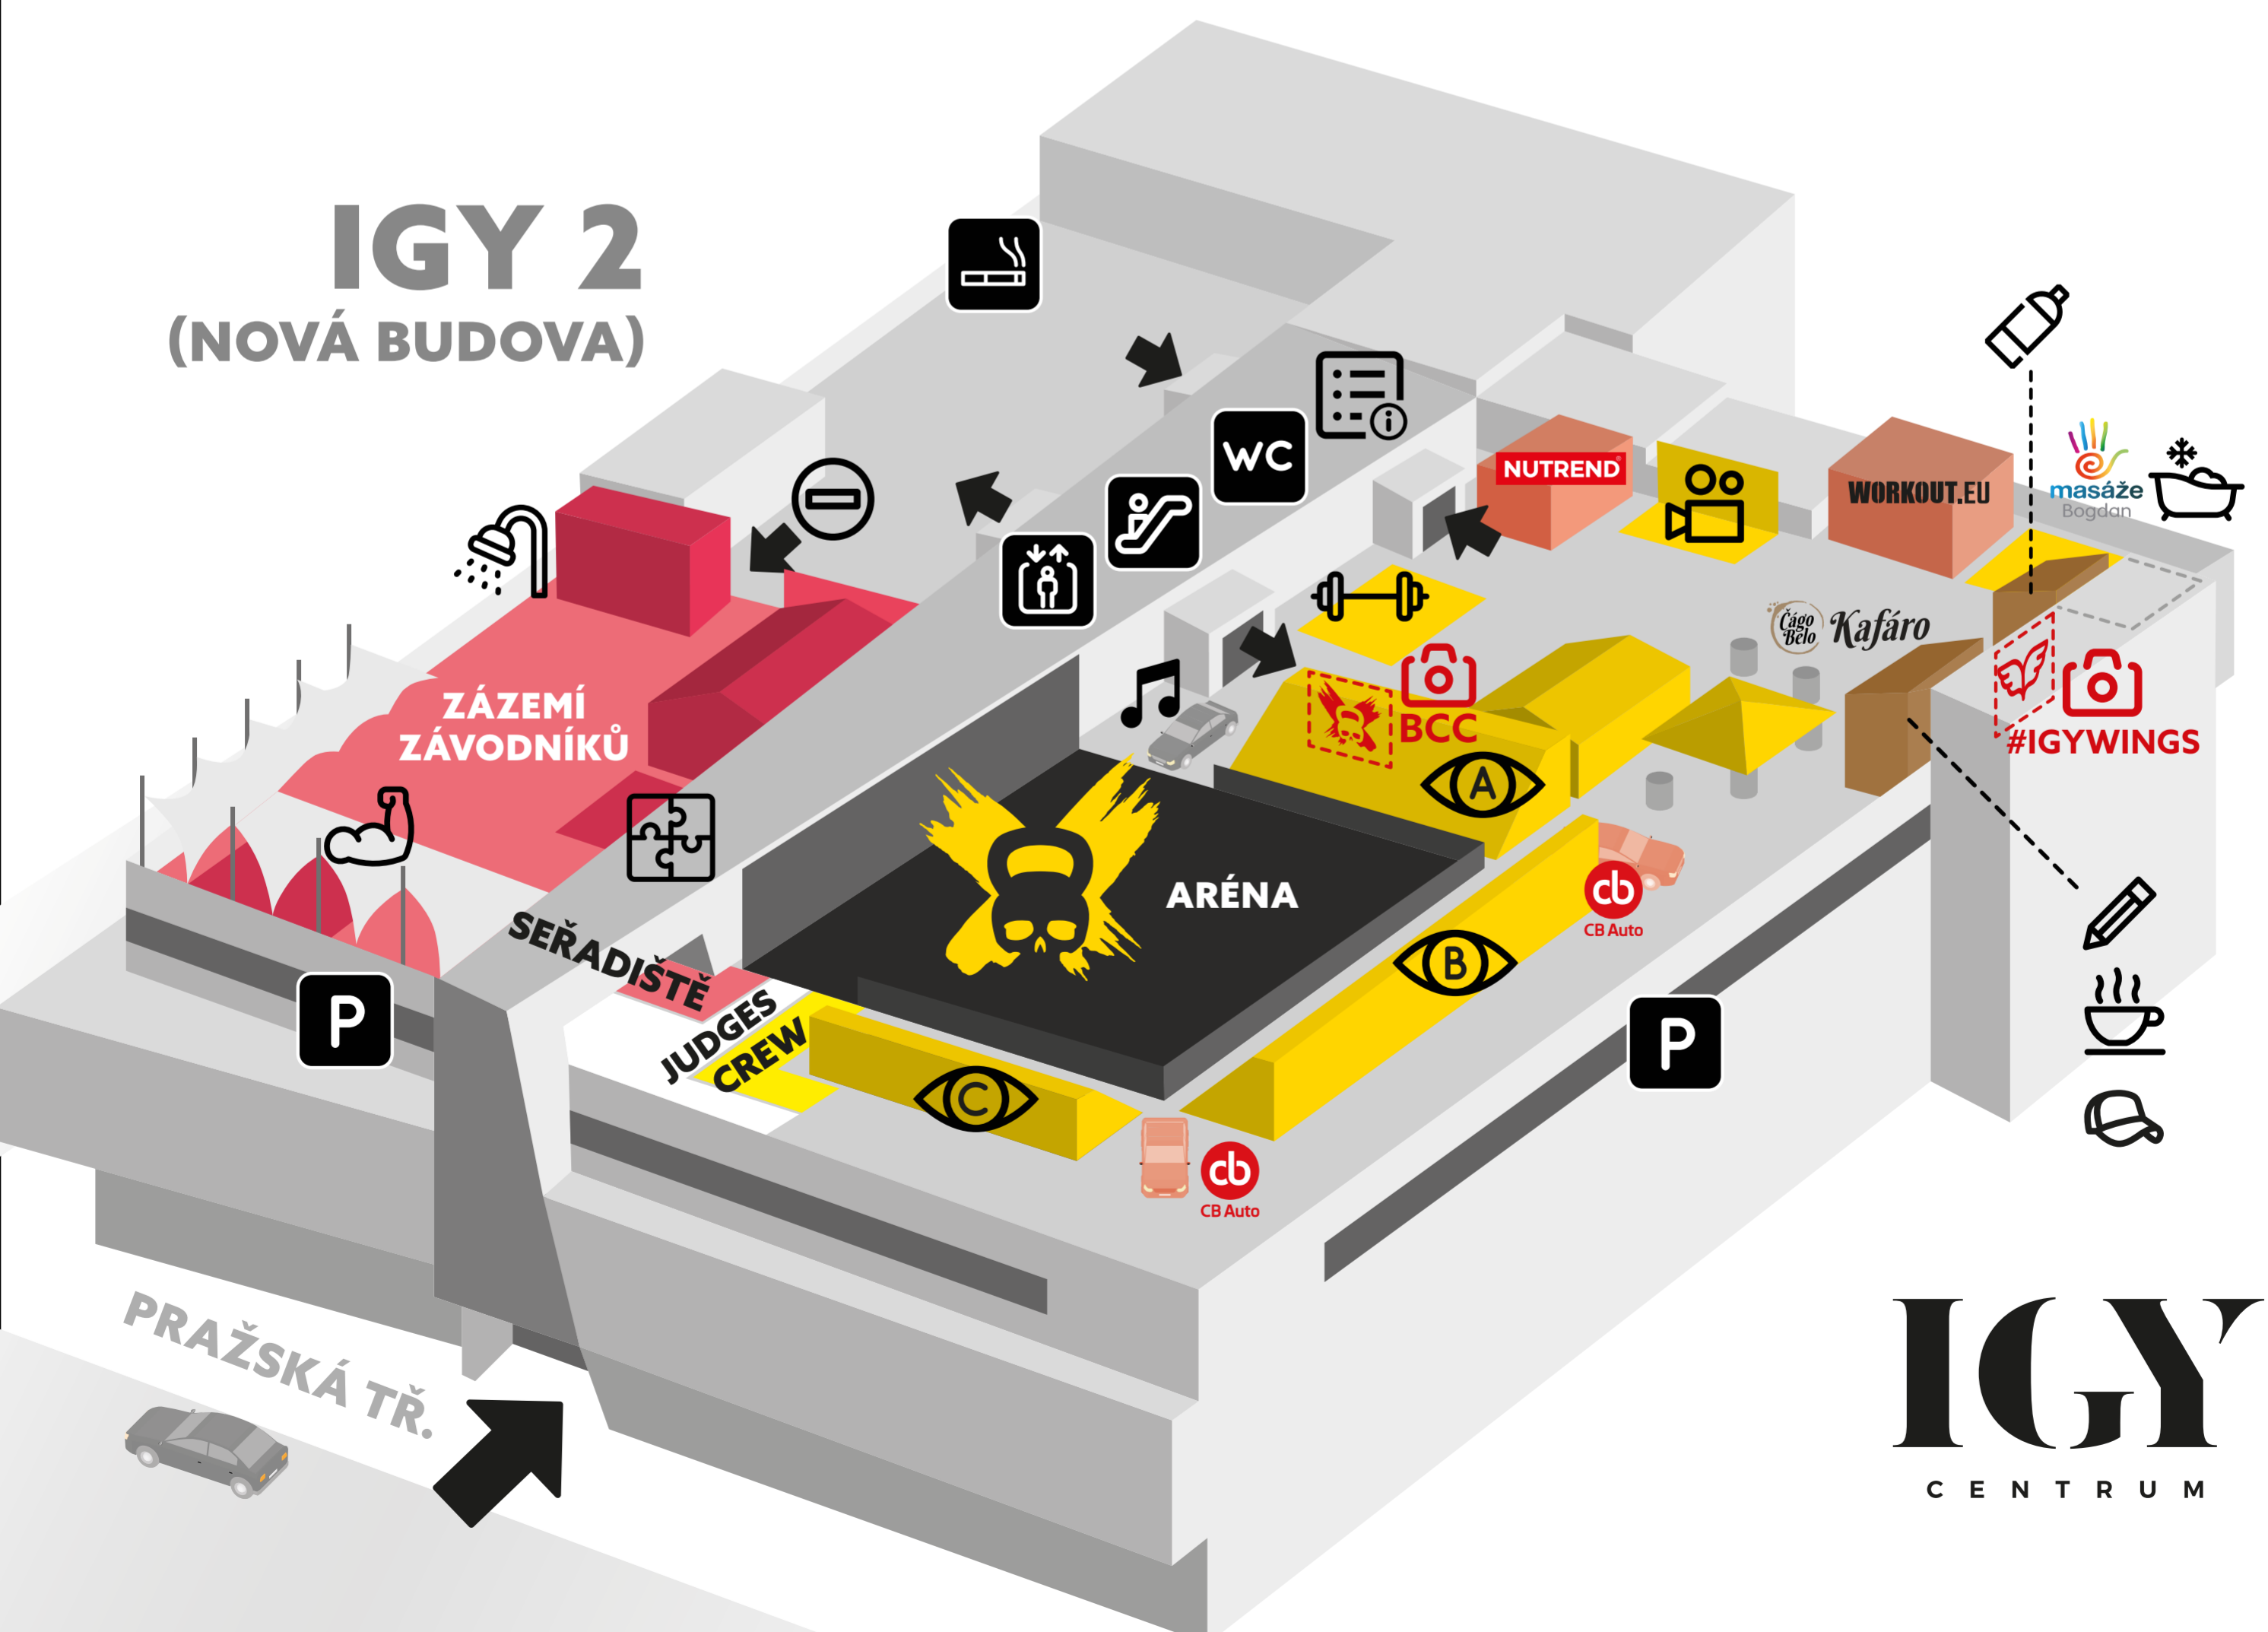 IGY 2
(NOVÁ BUDOVA)
WC
NUTREND
WORKOUT.EU
masáže
Bogdan
Čágo
Belo
Kafáro
BCC
#IGYWINGS
ZÁZEMÍ
ZÁVODNÍKŮ
A
ARÉNA
cb
CB Auto
B
SEŘADIŠTĚ
JUDGES
CREW
C
P
P
cb
CB Auto
PRAŽSKÁ TŘ.
IGY
CENTRUM